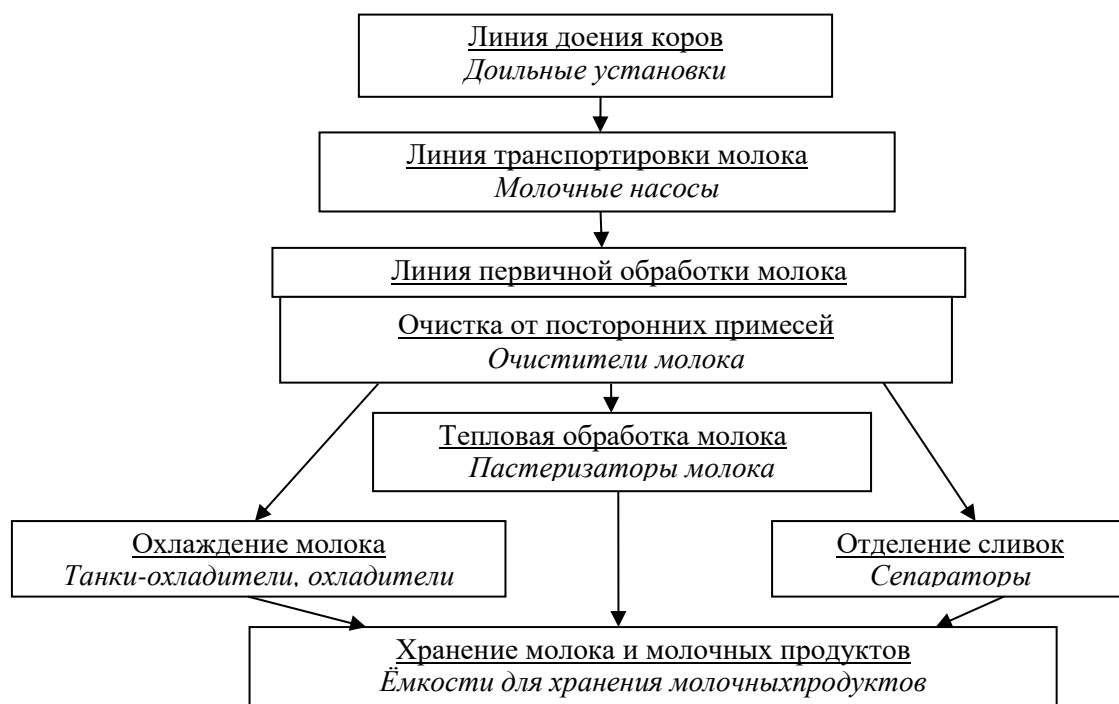 Линия доения коров
Доильные установки
Линия транспортировки молока
Молочные насосы
Линия первичной обработки молока
Очистка от посторонних примесей
Очистители молока
Тепловая обработка молока
Пастеризаторы молока
Охлаждение молока
Танки-охладители, охладители
Отделение сливок
Сепараторы
Хранение молока и молочных продуктов
Ёмкости для хранения молочныхпродуктов